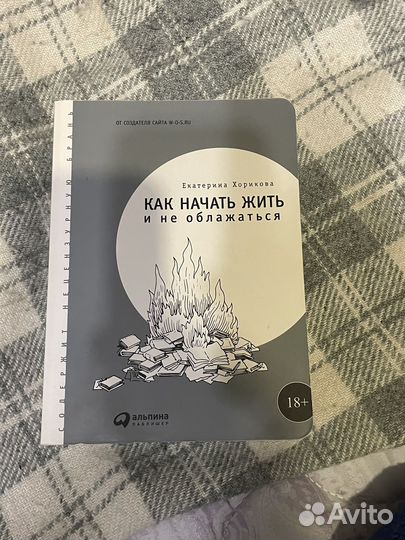 ОТ СОЗДАТЕЛЯ САЙТА W-O-S.RU
СОДЕРЖИТ НЕЦЕНЗУРНУЮ БРАНЬ
Екатерина Хорикова
КАК НАЧАТЬ ЖИТЬ
и не облажаться
альпина
ПАБЛИШЕР
18+
Avito